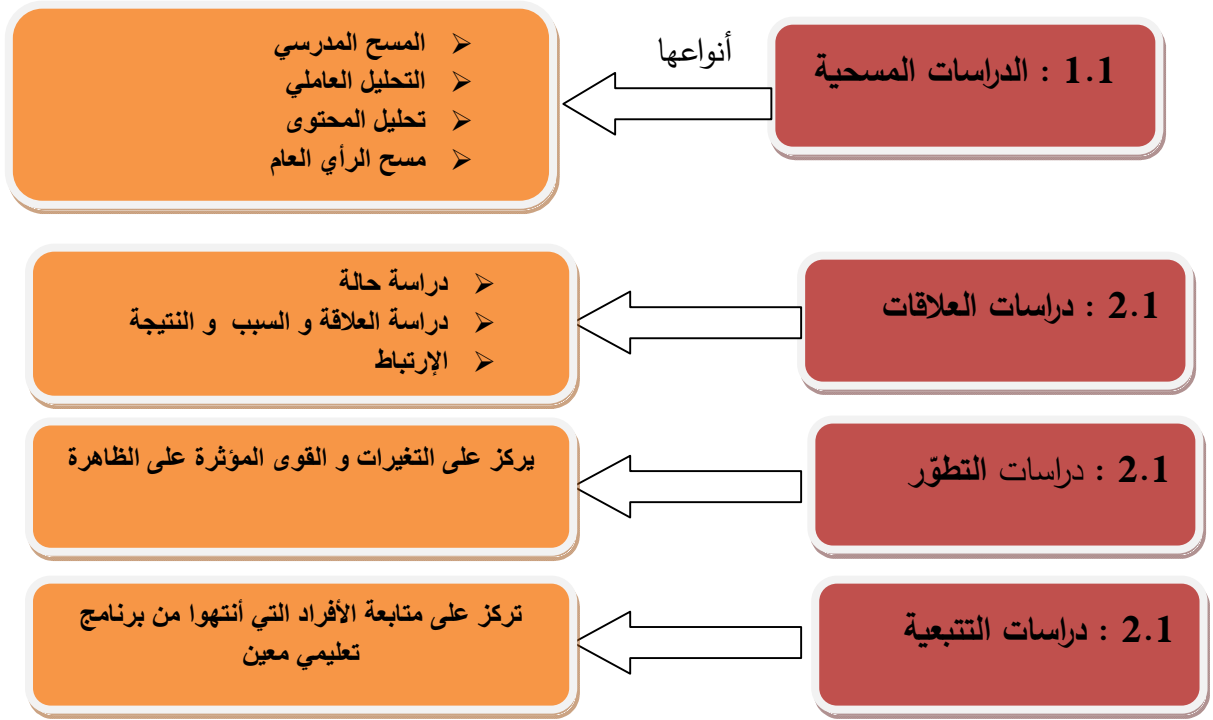 1.1 : الدراسات المسحية
أنواعها
➢ المسح المدرسي
➢ التحليل العاملي
➢ تحليل المحتوى
➢ مسح الرأي العام
2.1 : دراسات العلاقات
➢ دراسة حالة
➢ دراسة العلاقة و السبب و النتيجة
➢ الإرتباط
2.1 : دراسات التطوّر
يركز على التغيرات و القوى المؤثرة على الظاهرة
2.1 : دراسات التتبعية
تركز على متابعة الأفراد التي أنتهوا من برنامج
تعليمي معين